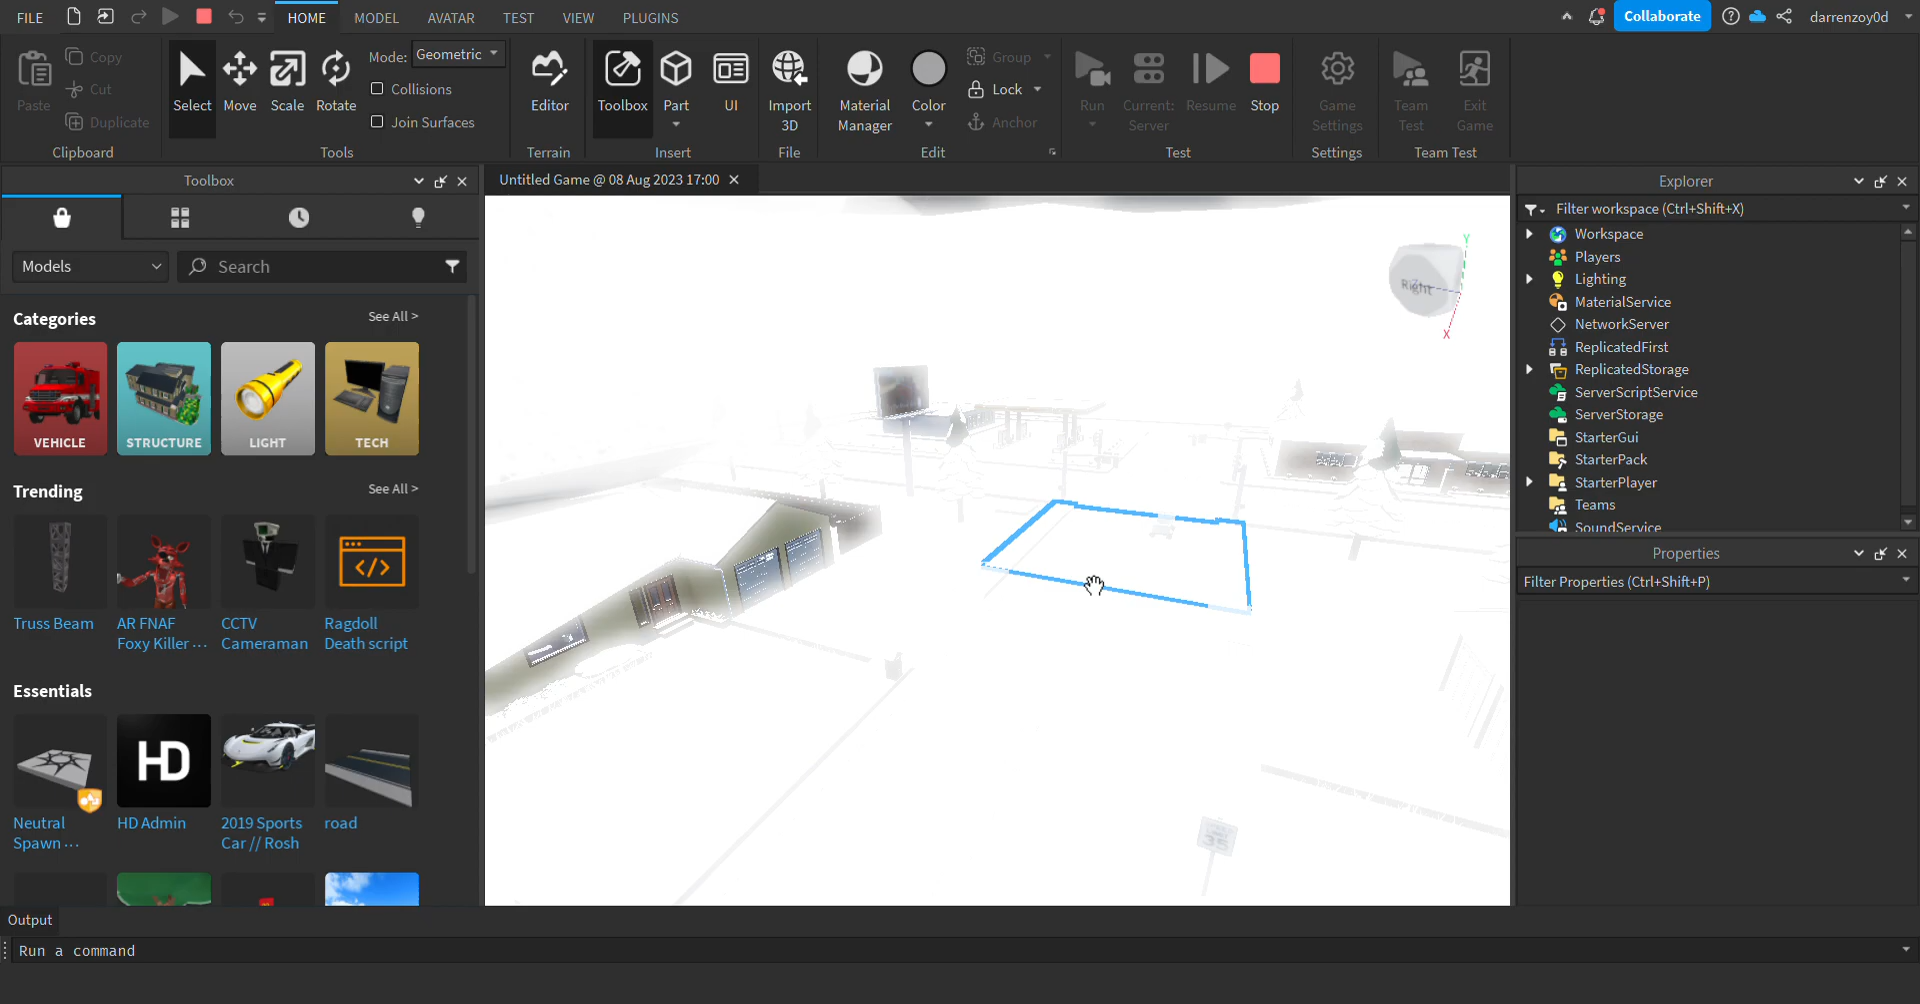 FILE
HOME
MODEL
AVATAR
TEST
VIEW
PLUGINS
Collaborate
darrenzoy0d
Paste
Copy
Cut
Duplicate
Clipboard
Select
Move
Scale
Rotate
Mode: Geometric
Collisions
Join Surfaces
Tools
Editor
Terrain
Toolbox
Part
UI
Insert
Import
3D
File
Material
Manager
Color
Group
Lock
Anchor
Edit
Run
Current:
Server
Resume
Stop
Test
Game
Settings
Settings
Team
Test
Exit
Game
Team Test
Toolbox
Models
Search
Categories
See All >
VEHICLE
STRUCTURE
LIGHT
TECH
Trending
See All >
Truss Beam
AR FNAF
Foxy Killer ...
CCTV
Cameraman
Ragdoll
Death script
Essentials
HD
Neutral
Spawn ...
HD Admin
2019 Sports
Car // Rosh
road
Untitled Game @ 08 Aug 2023 17:00
Y
Right
X
35
Explorer
Filter workspace (Ctrl+Shift+X)
Workspace
Players
Lighting
MaterialService
NetworkServer
ReplicatedFirst
ReplicatedStorage
ServerScriptService
ServerStorage
StarterGui
StarterPack
StarterPlayer
Teams
SoundService
Properties
Filter Properties (Ctrl+Shift+P)
Output
Run a command